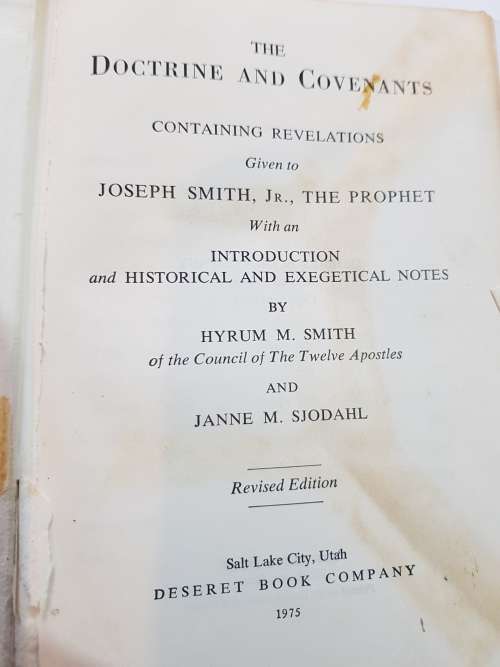 THE
DOCTRINE AND COVENANTS
CONTAINING REVELATIONS
Given to
JOSEPH SMITH, JR., THE PROPHET
With an
INTRODUCTION
and HISTORICAL AND EXEGETICAL NOTES
BY
HYRUM M. SMITH
of the Council of The Twelve Apostles
AND
JANNE M. SJODAHL
Revised Edition
Salt Lake City, Utah
DESERET BOOK COMPANY
1975